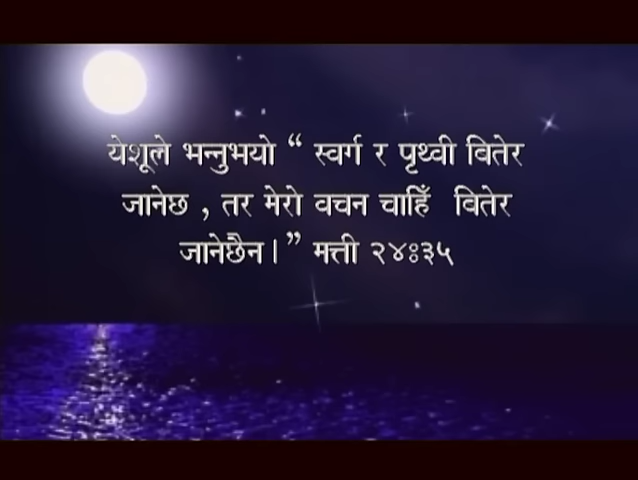 येशूले भन्नुभयो “ स्वर्ग र पृथ्वी बितेर
जानेछ , तर मेरो वचन चाहिँ बितेर
जानेछैन।” मत्ती २४ः३५